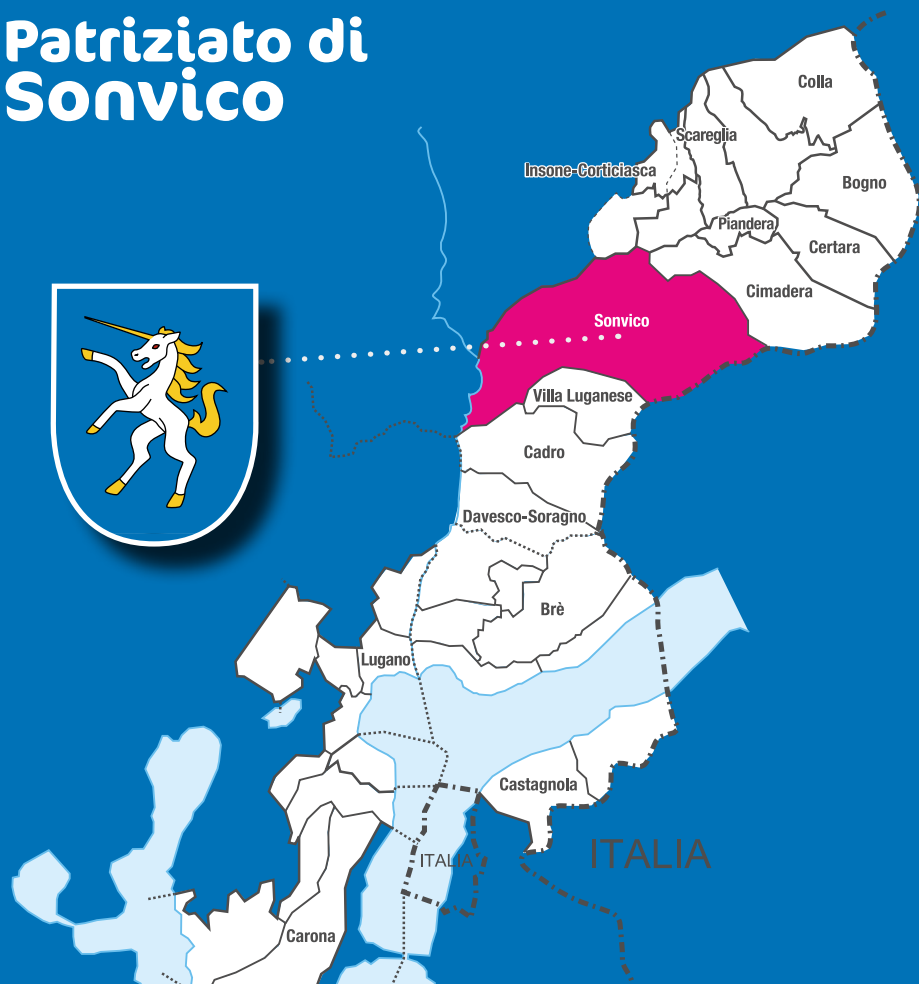 Patriziato di
Sonvico
Colla
Scareglia
Insone-Corticiasca
Bogno
Piandera
Certara
Cimadera
Sonvico
Villa Luganese
Cadro
Davesco-Soragno
Brè
Lugano
Castagnola
ITALIA
ITALIA
Carona